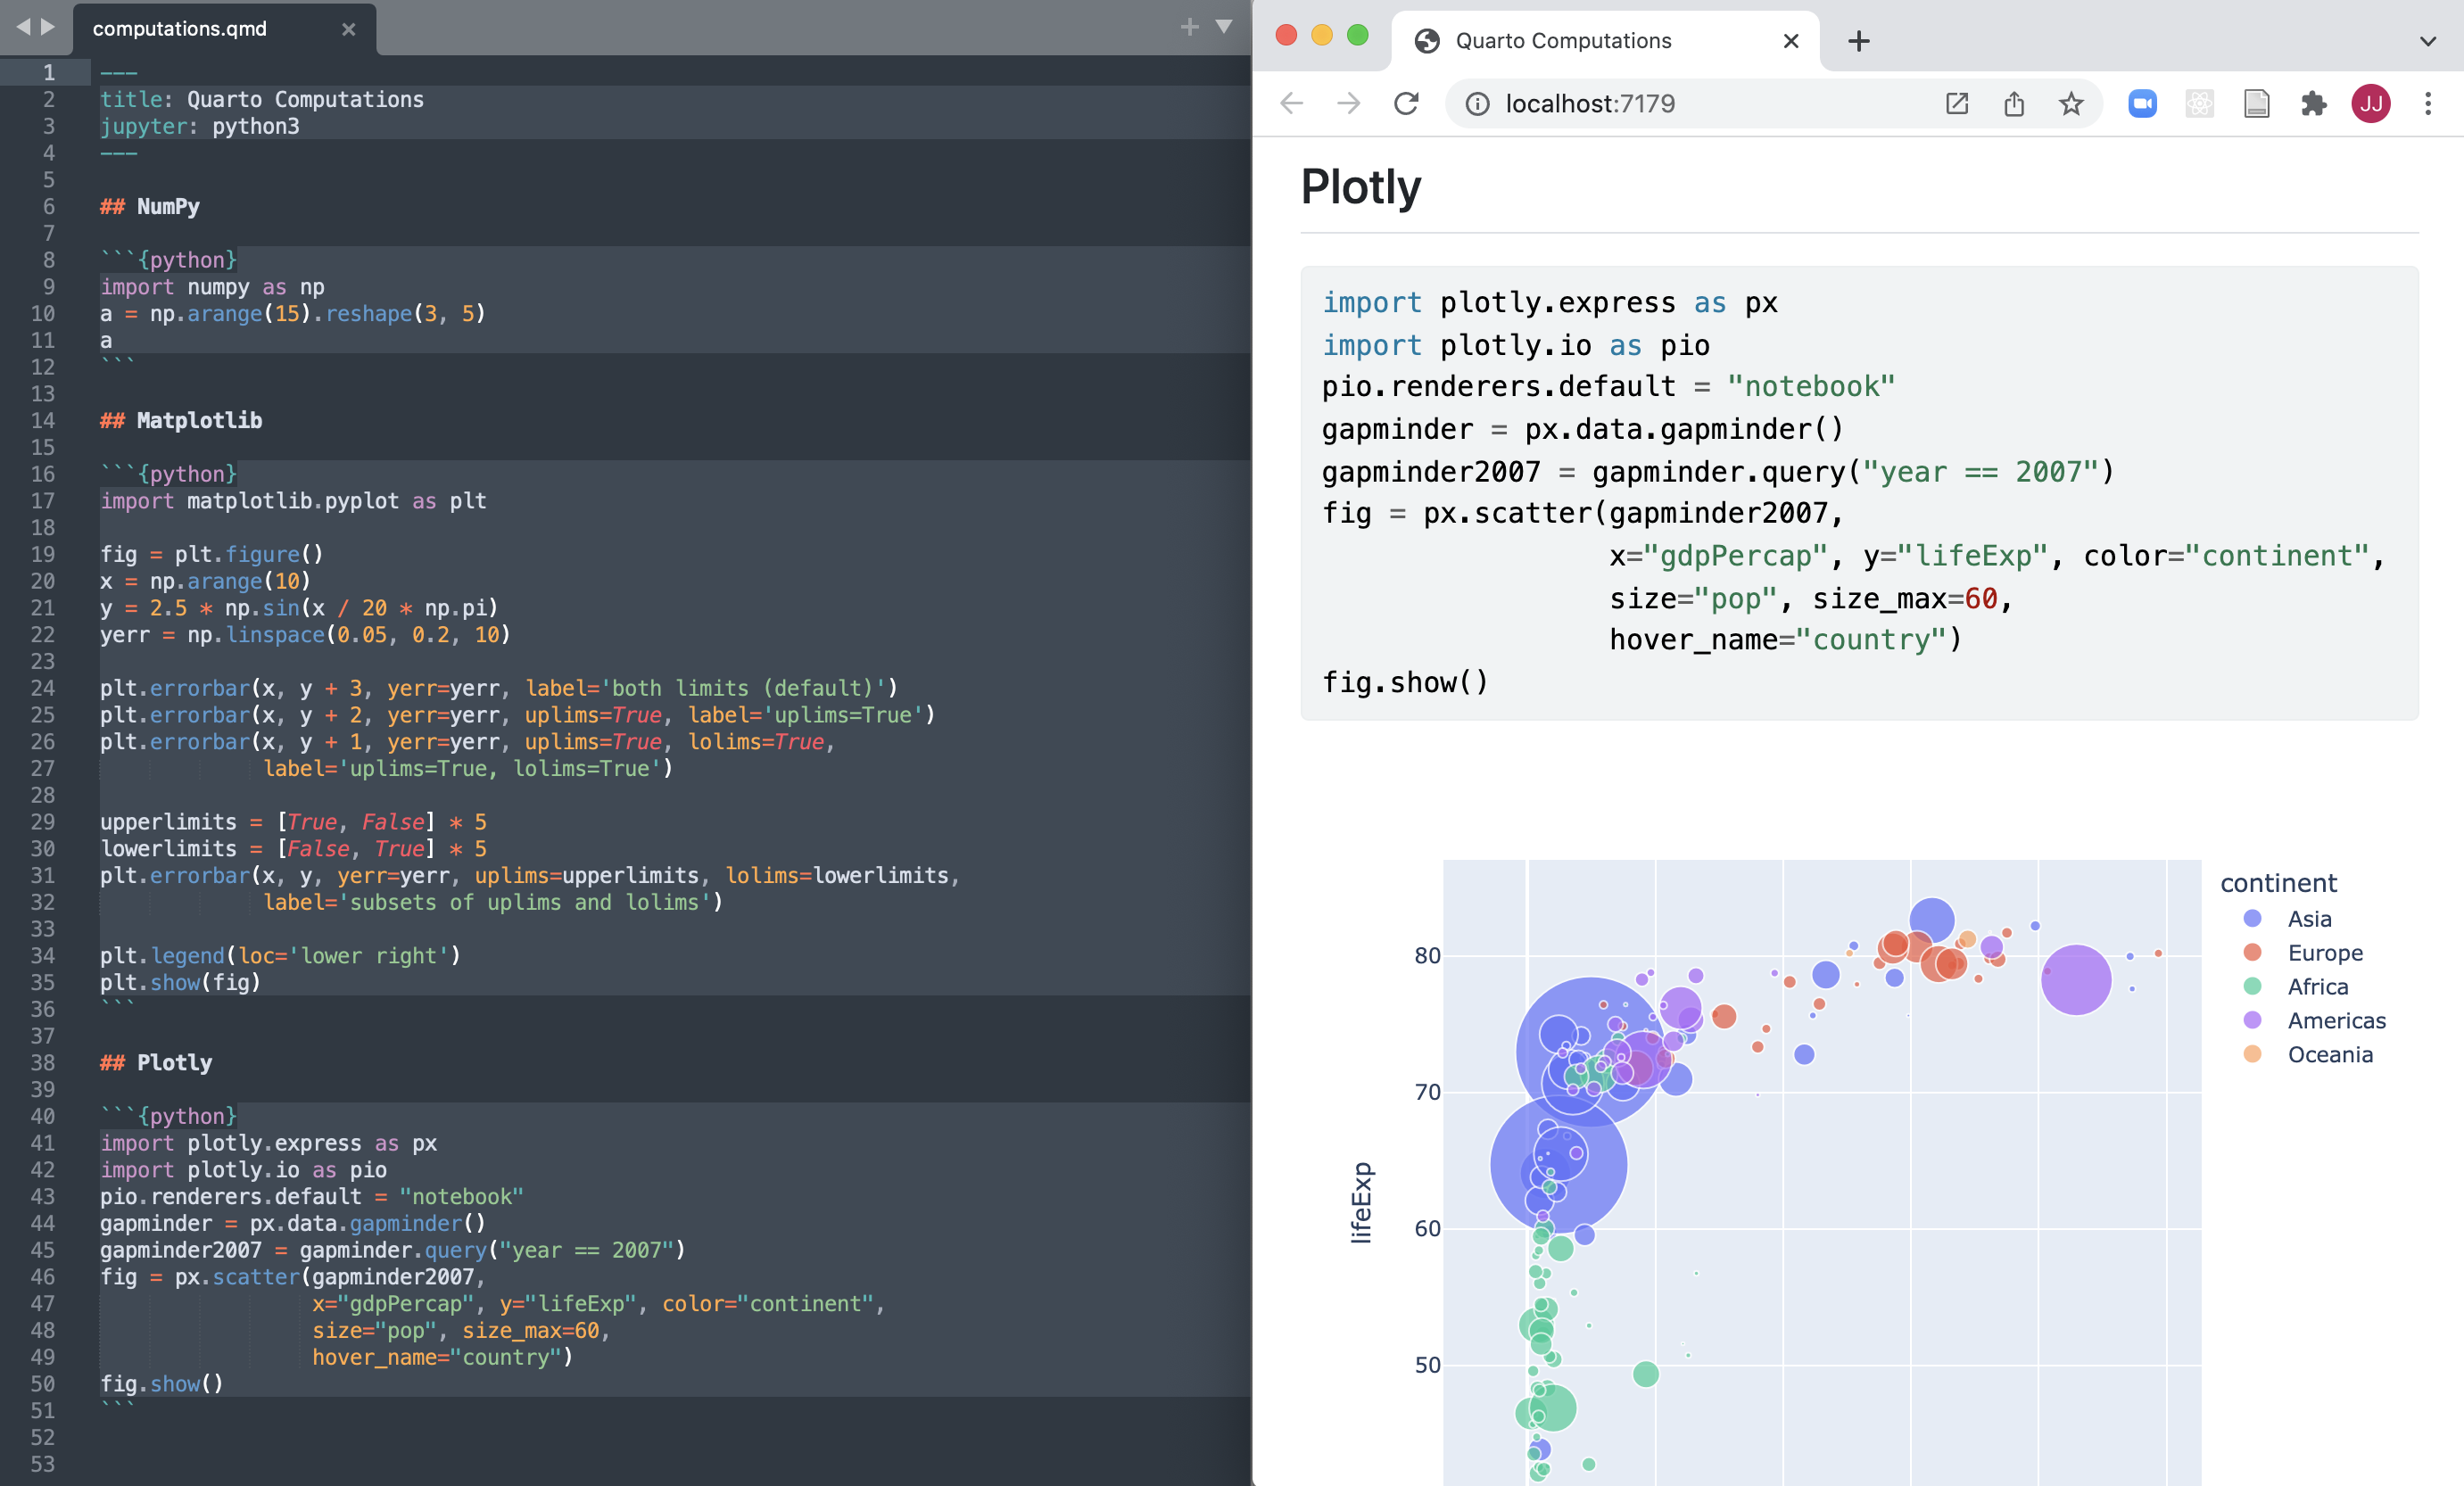 computations.qmd
1 ---
2 title: Quarto Computations
3 jupyter: python3
4 ---
5
6 ## NumPy
7
8 ```{python}
9 import numpy as np
10 a = np.arange(15).reshape(3, 5)
11 a
12 ```
13
14 ## Matplotlib
15
16 ```{python}
17 import matplotlib.pyplot as plt
18
19 fig = plt.figure()
20 x = np.arange(10)
21 y = 2.5 * np.sin(x / 20 * np.pi)
22 yerr = np.linspace(0.05, 0.2, 10)
23
24 plt.errorbar(x, y + 3, yerr=yerr, label='both limits (default)')
25 plt.errorbar(x, y + 2, yerr=yerr, uplims=True, label='uplims=True')
26 plt.errorbar(x, y + 1, yerr=yerr, uplims=True, lolims=True,
27 label='uplims=True, lolims=True')
28
29 upperlimits = [True, False] * 5
30 lowerlimits = [False, True] * 5
31 plt.errorbar(x, y, yerr=yerr, uplims=upperlimits, lolims=lowerlimits,
32 label='subsets of uplims and lolims')
33
34 plt.legend(loc='lower right')
35 plt.show(fig)
36 ```
37
38 ## Plotly
39
40 ```{python}
41 import plotly.express as px
42 import plotly.io as pio
43 pio.renderers.default = "notebook"
44 gapminder = px.data.gapminder()
45 gapminder2007 = gapminder.query("year == 2007")
46 fig = px.scatter(gapminder2007,
47 x="gdpPercap", y="lifeExp", color="continent",
48 size="pop", size_max=60,
49 hover_name="country")
50 fig.show()
51 ```
52
53
Quarto Computations
localhost:7179
JJ
Plotly
import plotly.express as px
import plotly.io as pio
pio.renderers.default = "notebook"
gapminder = px.data.gapminder()
gapminder2007 = gapminder.query("year == 2007")
fig = px.scatter(gapminder2007,
x="gdpPercap", y="lifeExp", color="continent",
size="pop", size_max=60,
hover_name="country")
fig.show()
continent
Asia
Europe
Africa
Americas
Oceania
80
70
60
50
lifeExp